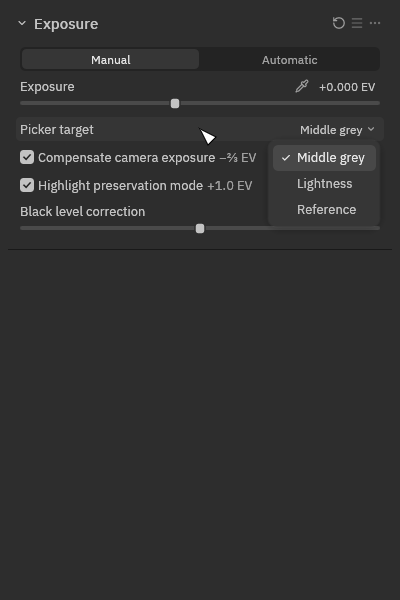 Exposure
Manual Automatic
Exposure +0.000 EV
Picker target Middle grey
Compensate camera exposure −⅔ EV
Middle grey
Highlight preservation mode +1.0 EV
Lightness
Black level correction
Reference